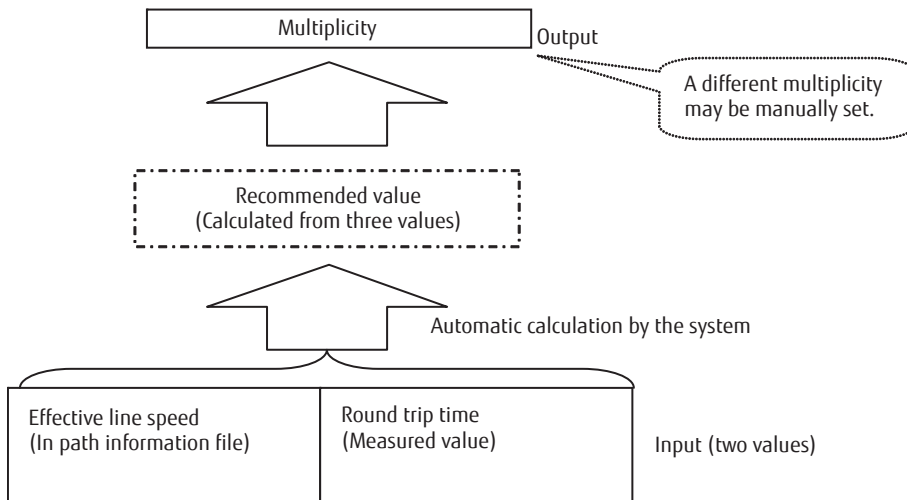 Multiplicity
Output
A different multiplicity
may be manually set.
Recommended value
(Calculated from three values)
Automatic calculation by the system
Effective line speed
(In path information file)
Round trip time
(Measured value)
Input (two values)